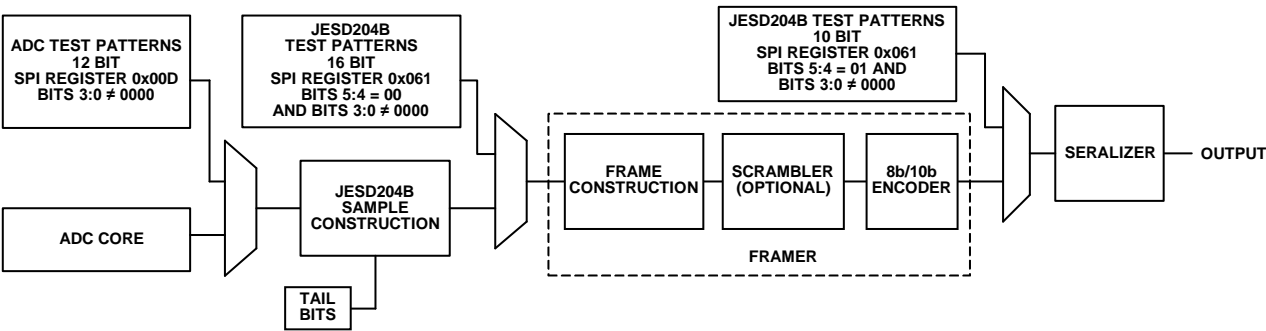 ADC TEST PATTERNS
12 BIT
SPI REGISTER 0x00D
BITS 3:0 ≠ 0000
JESD204B
TEST PATTERNS
16 BIT
SPI REGISTER 0x061
BITS 5:4 = 00
AND BITS 3:0 ≠ 0000
JESD204B TEST PATTERNS
10 BIT
SPI REGISTER 0x061
BITS 5:4 = 01 AND
BITS 3:0 ≠ 0000
ADC CORE
JESD204B
SAMPLE
CONSTRUCTION
TAIL
BITS
FRAME
CONSTRUCTION
SCRAMBLER
(OPTIONAL)
8b/10b
ENCODER
FRAMER
SERALIZER
OUTPUT